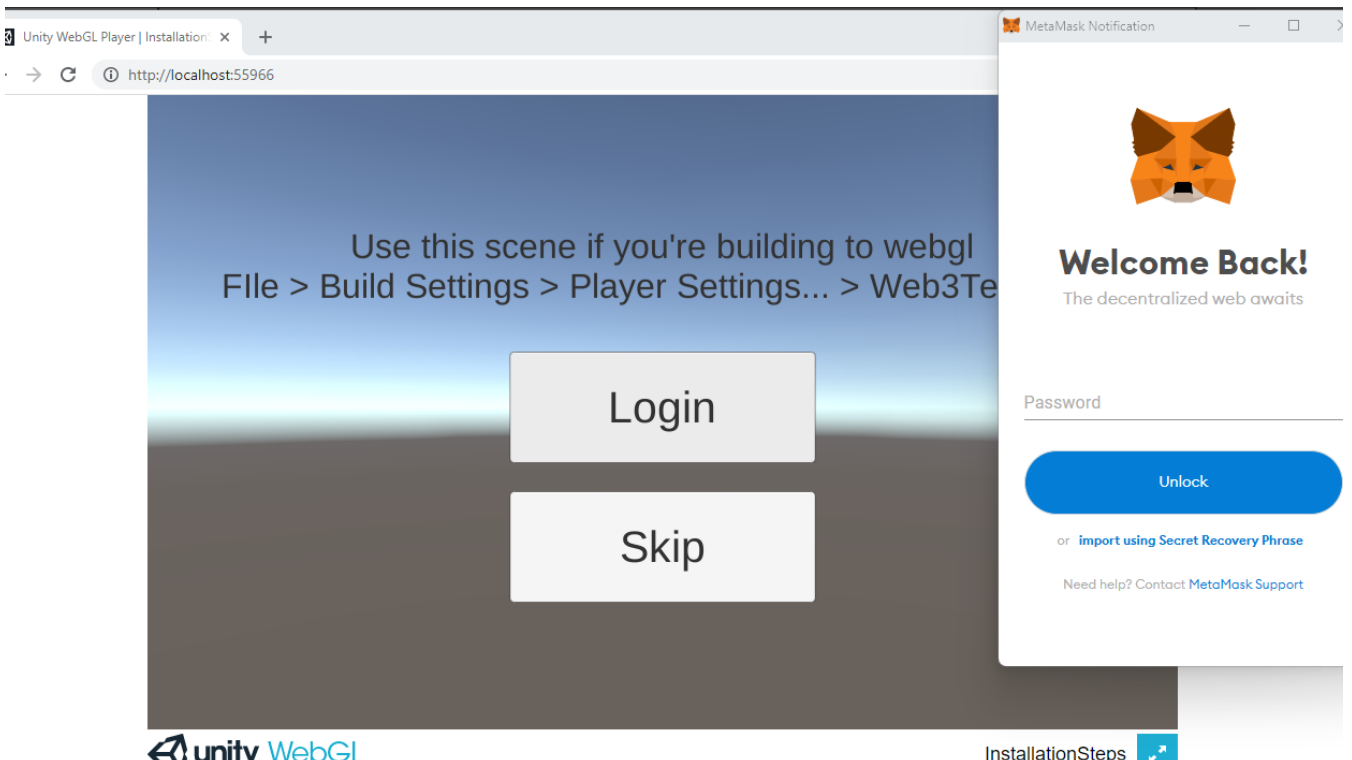 Unity WebGL Player | Installation
http://localhost:55966
MetaMask Notification
Use this scene if you're building to webgl
FIle > Build Settings > Player Settings... > Web3Te
Login
Skip
unity WebGl
InstallationSteps
Welcome Back!
The decentralized web awaits
Password
Unlock
or import using Secret Recovery Phrase
Need help? Contact MetaMask Support